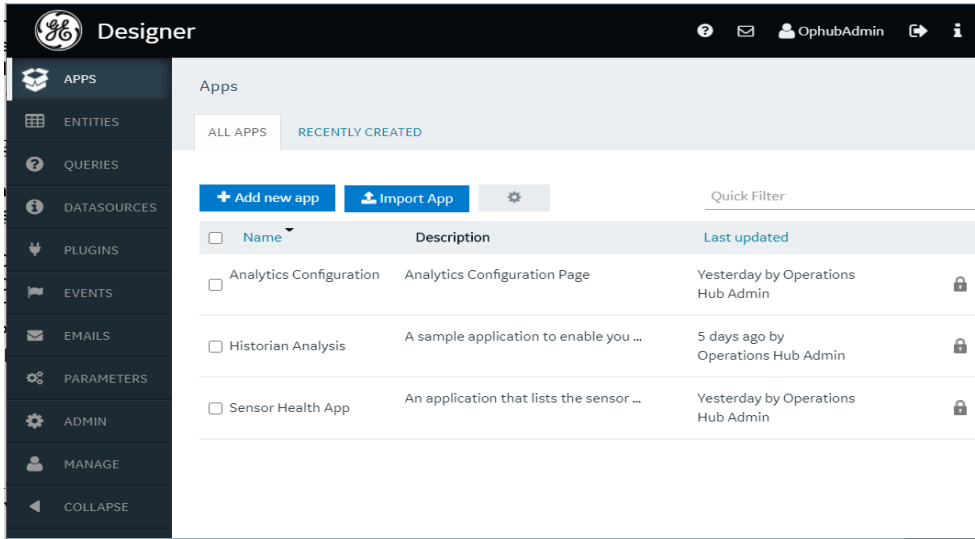 Designer
OphubAdmin
APPS
ENTITIES
QUERIES
DATASOURCES
PLUGINS
EVENTS
EMAILS
PARAMETERS
ADMIN
MANAGE
COLLAPSE
Apps
ALL APPS RECENTLY CREATED
Add new app Import App Quick Filter
Name Description Last updated
Analytics Configuration Analytics Configuration Page Yesterday by Operations
Hub Admin
Historian Analysis A sample application to enable you ... 5 days ago by
Operations Hub Admin
Sensor Health App An application that lists the sensor ... Yesterday by Operations
Hub Admin